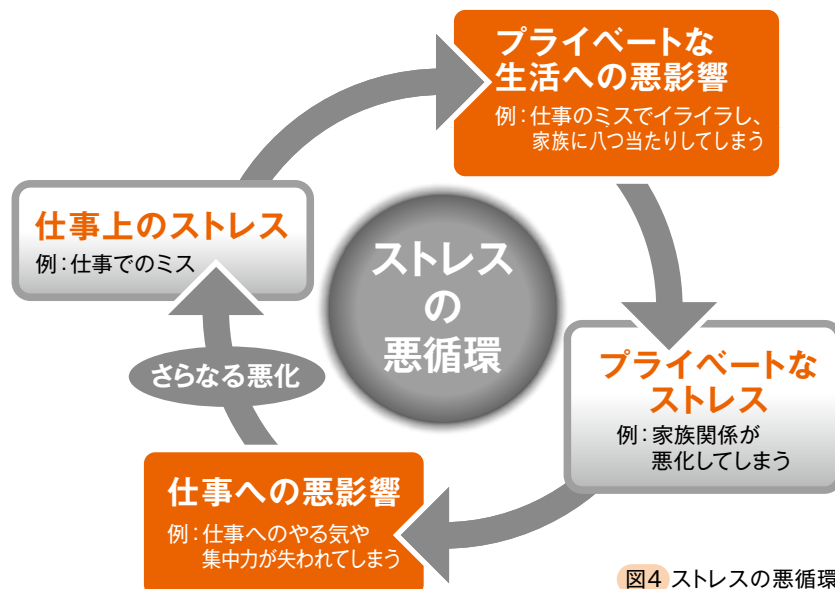 プライベートな
生活への悪影響
例：仕事のミスでイライラし、
家族に八つ当たりしてしまう
仕事上のストレス
例：仕事でのミス
ストレス
の
悪循環
プライベートな
ストレス
例：家族関係が
悪化してしまう
さらなる悪化
仕事への悪影響
例：仕事へのやる気や
集中力が失われてしまう
図4 ストレスの悪循環